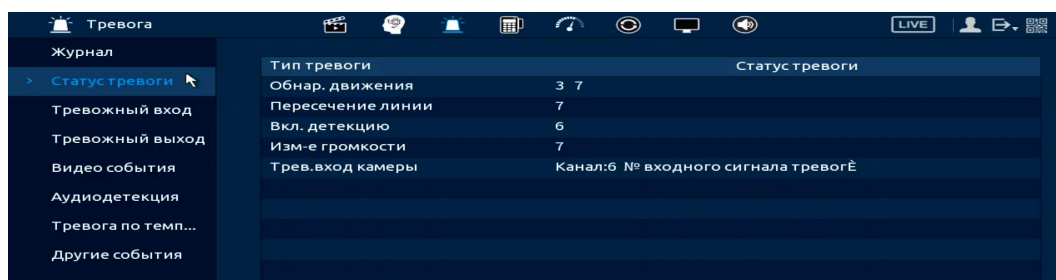 Тревога
LIVE
Журнал
Статус тревоги
Тревожный вход
Тревожный выход
Видео события
Аудиодетекция
Тревога по темп...
Другие события
Тип тревоги Статус тревоги
Обнар. движения 3 7
Пересечение линии 7
Вкл. детекцию 6
Изм-е громкости 7
Трев.вход камеры Канал:6 № входного сигнала тревогÈ